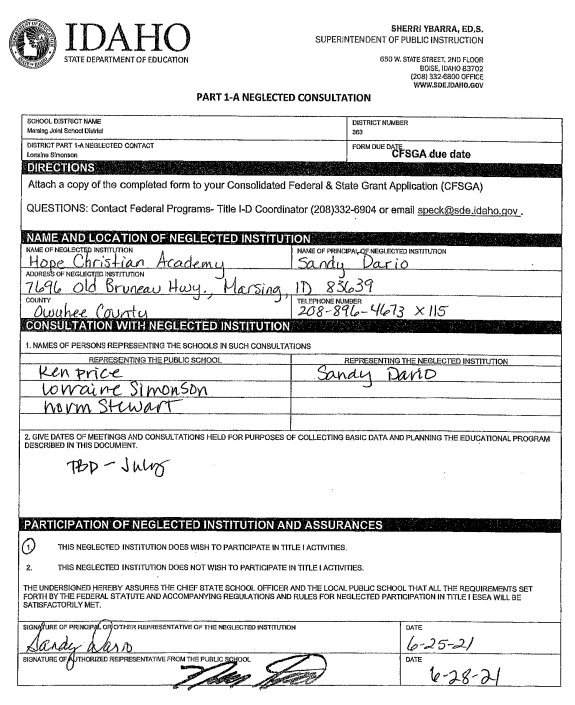 IDAHO
STATE DEPARTMENT OF EDUCATION
SHERRI YBARRA, ED.S.
SUPERINTENDENT OF PUBLIC INSTRUCTION
650 W. STATE STREET, 2ND FLOOR
BOISE, IDAHO 83702
(208) 332-6800 OFFICE
WWW.SDE.IDAHO.GOV
PART 1-A NEGLECTED CONSULTATION
SCHOOL DISTRICT NAME
Marsing Joint School District
DISTRICT NUMBER
363
DISTRICT PART 1-A NEGLECTED CONTACT
Lorraine Simonson
FORM DUE DATE
CFSGA due date
DIRECTIONS
Attach a copy of the completed form to your Consolidated Federal & State Grant Application (CFSGA)
QUESTIONS: Contact Federal Programs- Title I-D Coordinator (208)332-6904 or email speck@sde.idaho.gov .
NAME AND LOCATION OF NEGLECTED INSTITUTION
NAME OF NEGLECTED INSTITUTION
Hope Christian Academy
NAME OF PRINCIPAL OF NEGLECTED INSTITUTION
Sandy Dario
ADDRESS OF NEGLECTED INSTITUTION
7696 Old Bruneau Hwy., Marsing, ID 83639
COUNTY
Owyhee County
TELEPHONE NUMBER
208-896-4673 x115
CONSULTATION WITH NEGLECTED INSTITUTION
1. NAMES OF PERSONS REPRESENTING THE SCHOOLS IN SUCH CONSULTATIONS
REPRESENTING THE PUBLIC SCHOOL
REPRESENTING THE NEGLECTED INSTITUTION
Ken Price
Sandy Dario
Lorraine Simonson
Norm Stewart
2. GIVE DATES OF MEETINGS AND CONSULTATIONS HELD FOR PURPOSES OF COLLECTING BASIC DATA AND PLANNING THE EDUCATIONAL PROGRAM
DESCRIBED IN THIS DOCUMENT.
TBD - July
PARTICIPATION OF NEGLECTED INSTITUTION AND ASSURANCES
1. THIS NEGLECTED INSTITUTION DOES WISH TO PARTICIPATE IN TITLE I ACTIVITIES.
2. THIS NEGLECTED INSTITUTION DOES NOT WISH TO PARTICIPATE IN TITLE I ACTIVITIES.
THE UNDERSIGNED HEREBY ASSURES THE CHIEF STATE SCHOOL OFFICER AND THE LOCAL PUBLIC SCHOOL THAT ALL THE REQUIREMENTS SET
FORTH BY THE FEDERAL STATUTE AND ACCOMPANYING REGULATIONS AND RULES FOR NEGLECTED PARTICIPATION IN TITLE I ESEA WILL BE
SATISFACTORILY MET.
SIGNATURE OF PRINCIPAL OR OTHER REPRESENTATIVE OF THE NEGLECTED INSTITUTION
Sandy Dario
DATE
6-25-21
SIGNATURE OF AUTHORIZED REPRESENTATIVE FROM THE PUBLIC SCHOOL
DATE
6-28-21